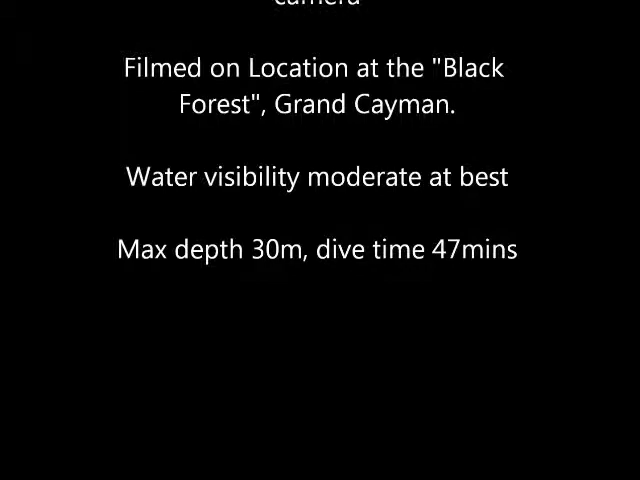 camera
Filmed on Location at the "Black
Forest", Grand Cayman.
Water visibility moderate at best
Max depth 30m, dive time 47mins